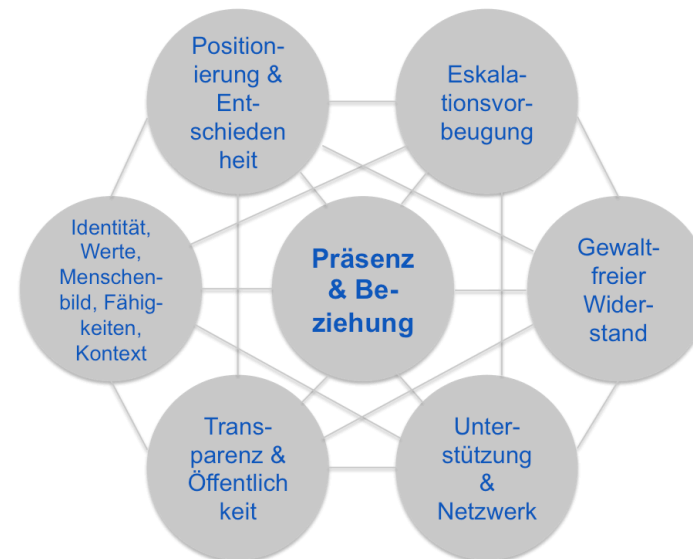 Position-
ierung &
Ent-
schieden
heit
Eskala-
tionsvor-
beugung
Identität,
Werte,
Menschen-
bild, Fähig-
keiten,
Kontext
Präsenz
& Be-
ziehung
Gewalt-
freier
Wider-
stand
Trans-
parenz &
Öffentlich
keit
Unter-
stützung
&
Netzwerk